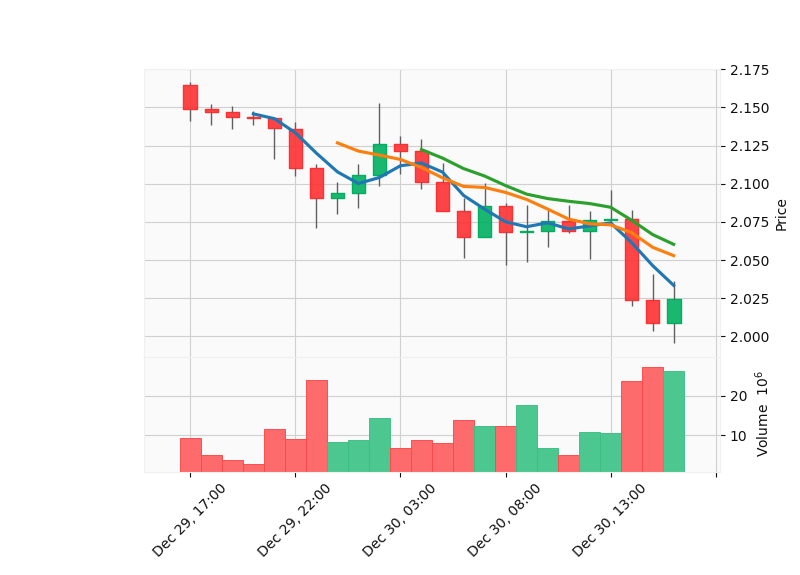 2.175
2.150
2.125
2.100
2.075
2.050
2.025
2.000
Price
20
10
Volume 10^6
Dec 29, 17:00
Dec 29, 22:00
Dec 30, 03:00
Dec 30, 08:00
Dec 30, 13:00